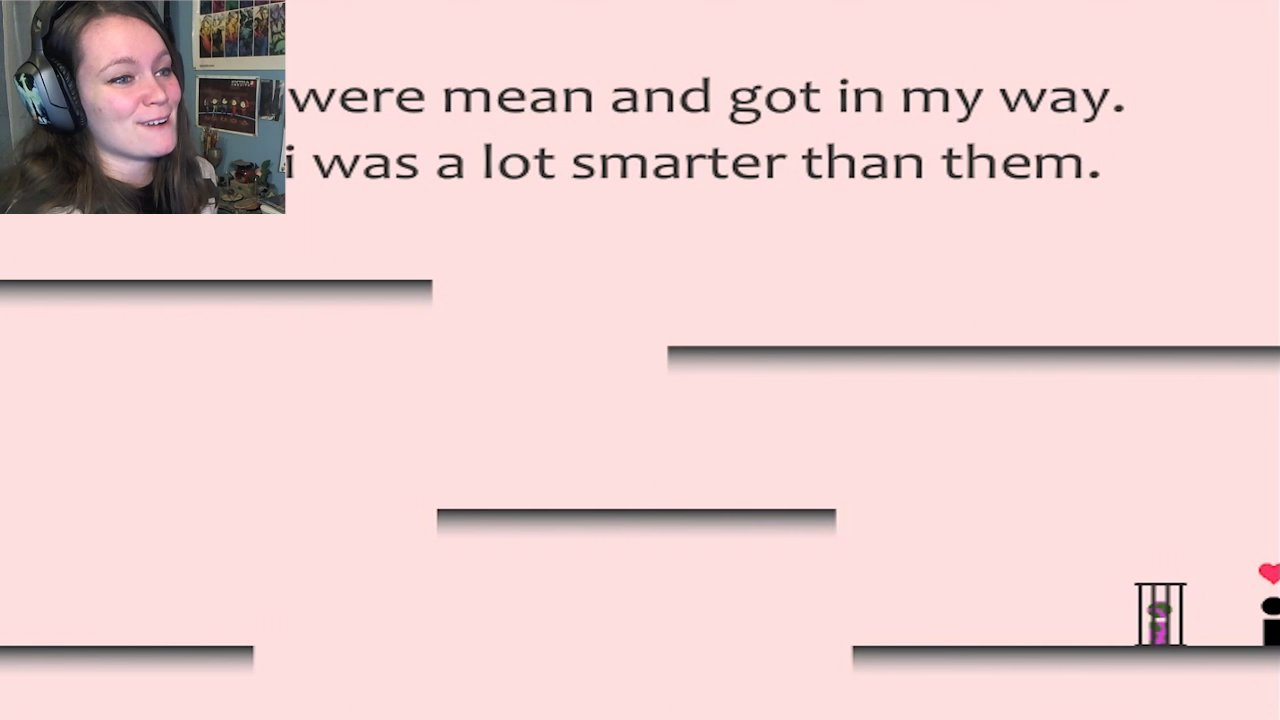 were mean and got in my way.
i was a lot smarter than them.